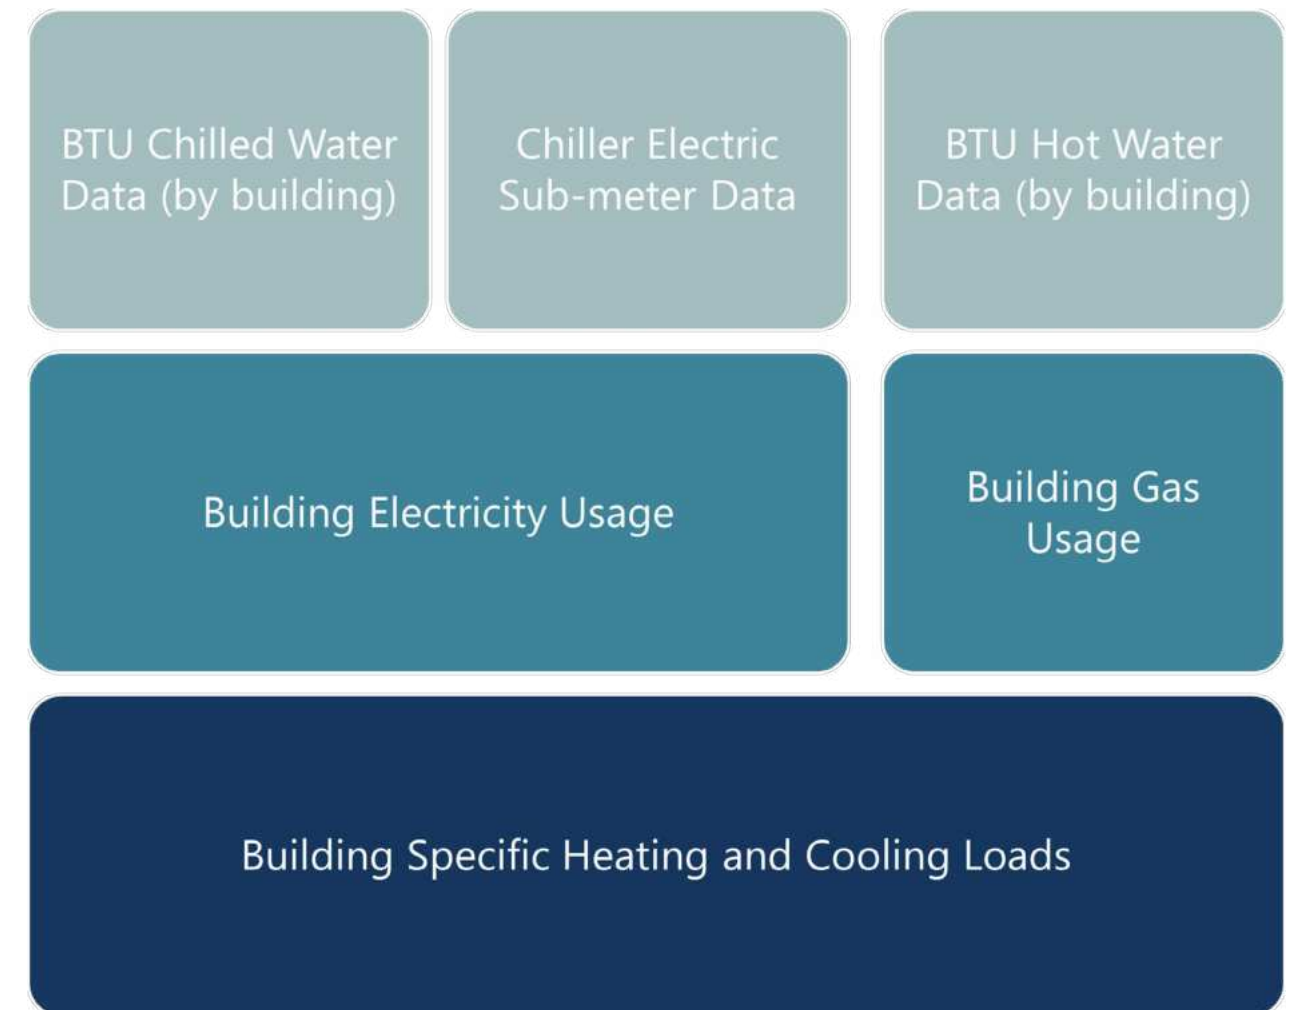 BTU Chilled Water
Data (by building)
Chiller Electric
Sub-meter Data
BTU Hot Water
Data (by building)
Building Electricity Usage
Building Gas
Usage
Building Specific Heating and Cooling Loads